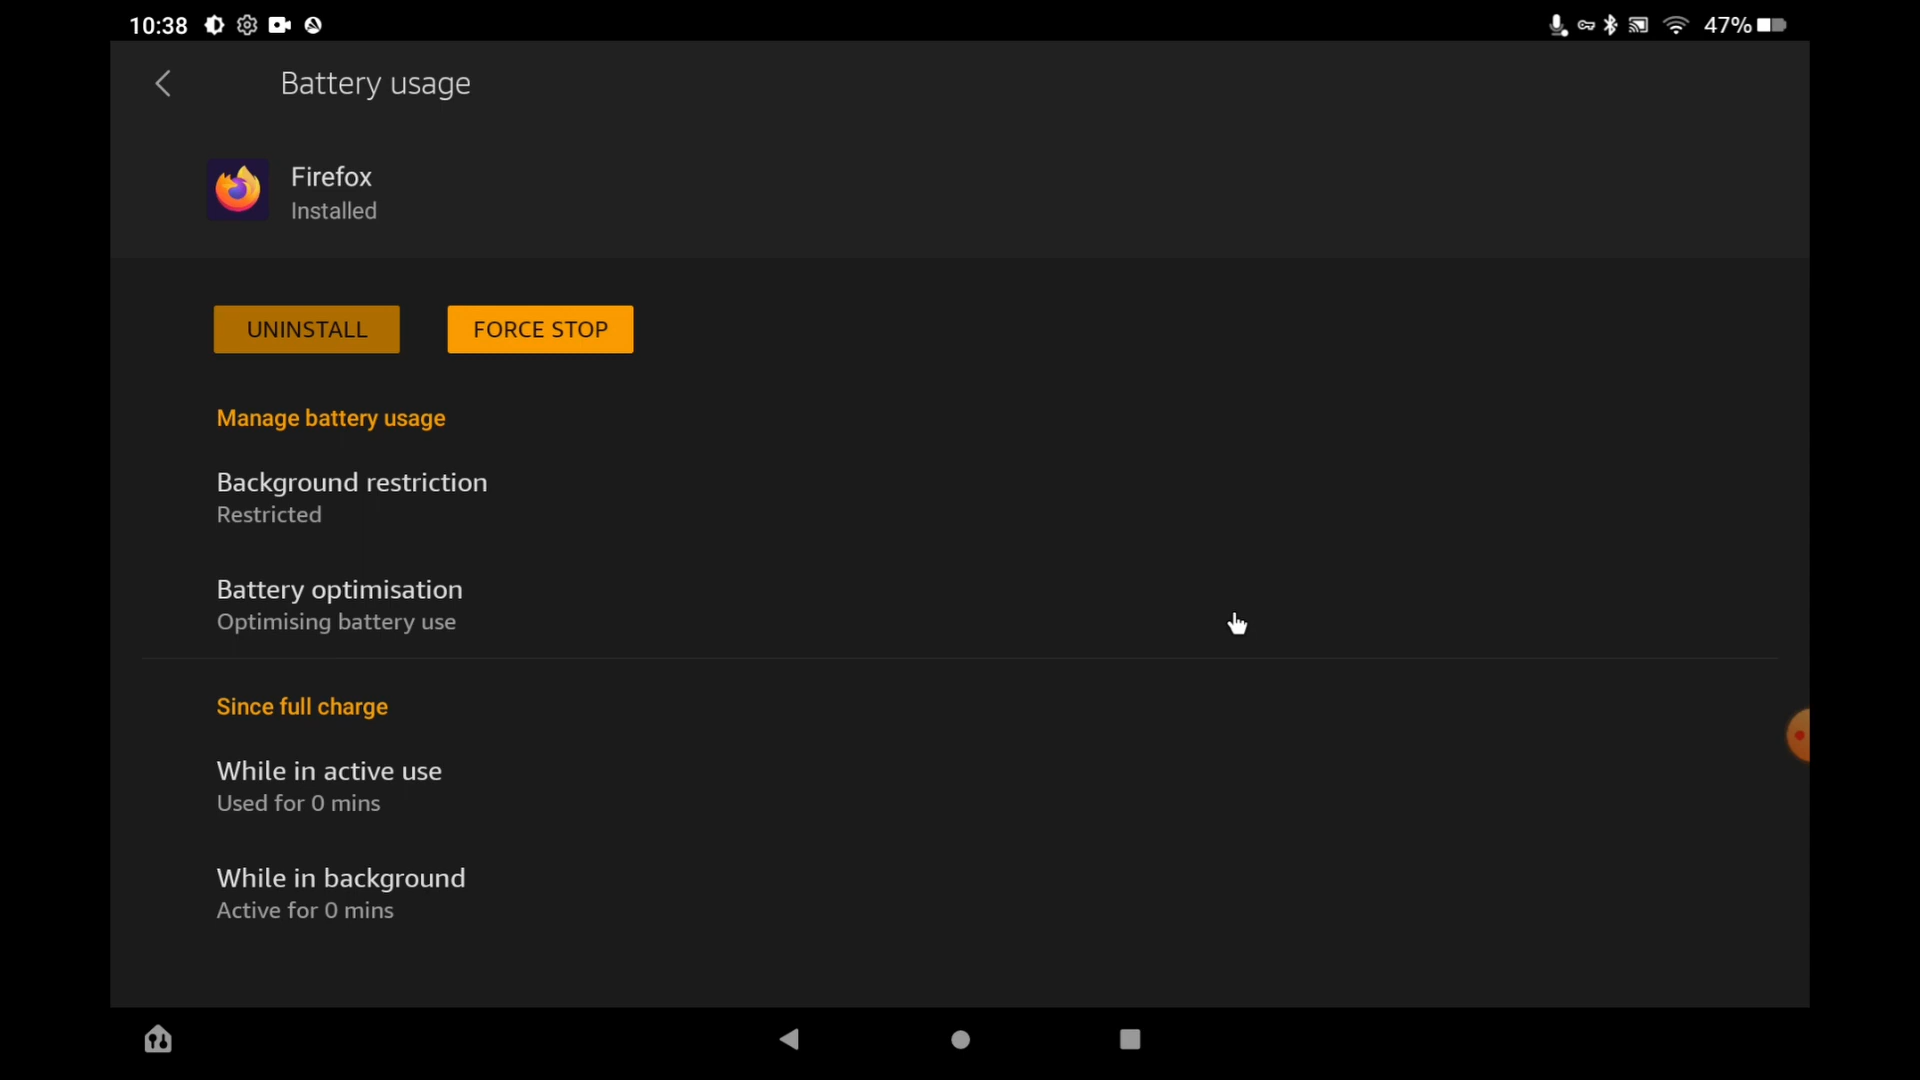 10:38
47%
Battery usage
Firefox
Installed
UNINSTALL
FORCE STOP
Manage battery usage
Background restriction
Restricted
Battery optimisation
Optimising battery use
Since full charge
While in active use
Used for 0 mins
While in background
Active for 0 mins